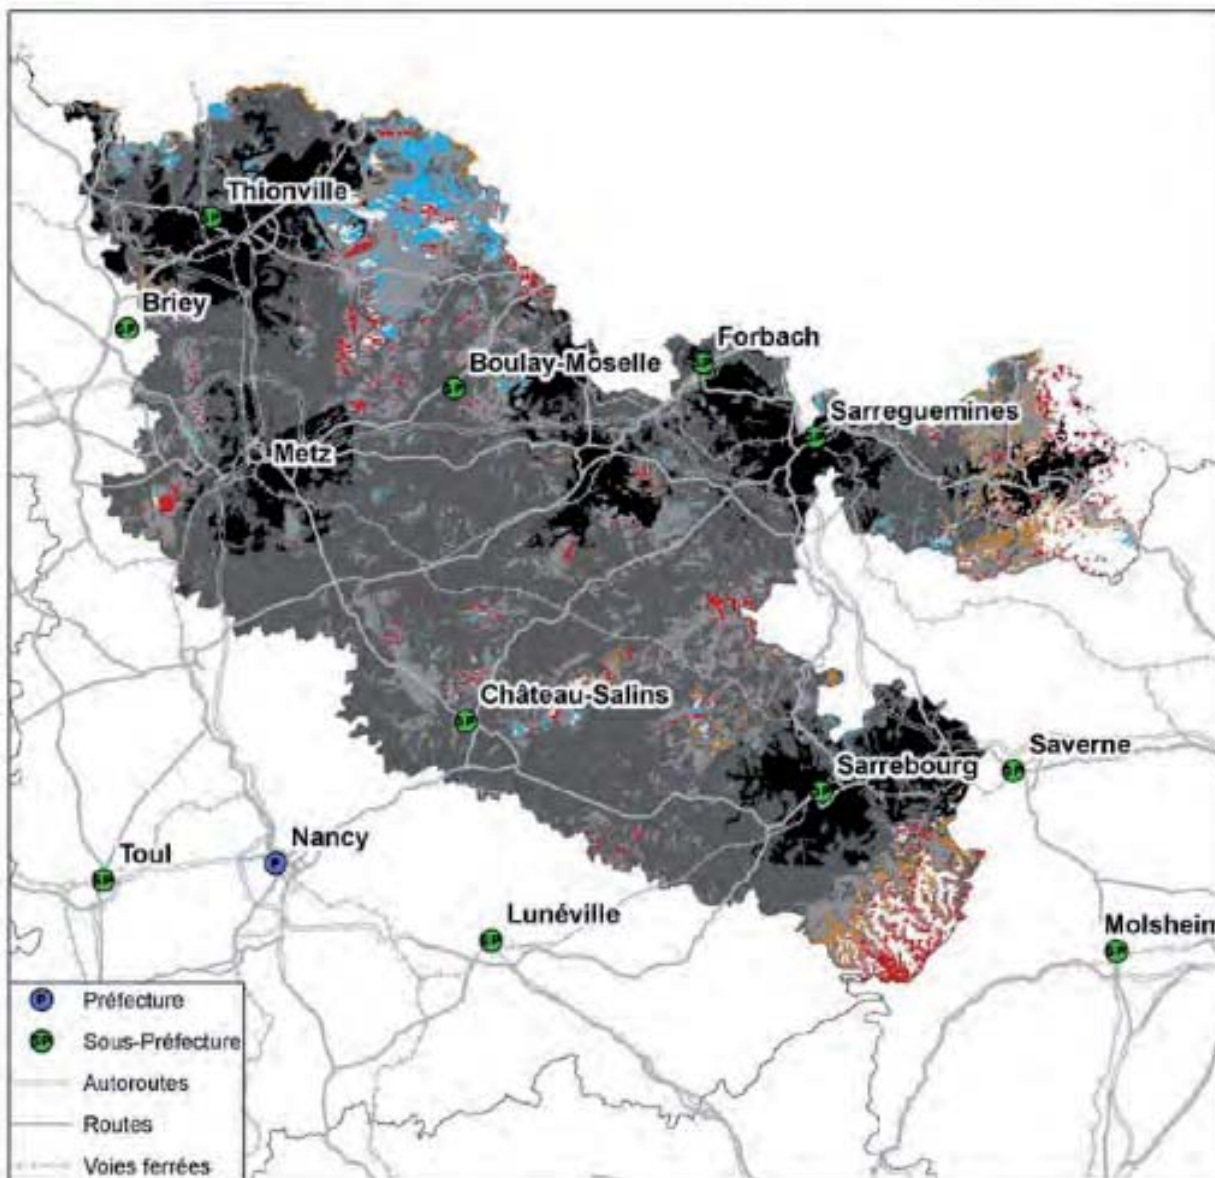 Thionville
Briey
Forbach
Boulay-Moselle
Sarreguemines
Metz
Château-Salins
Saverne
Sarrebourg
Nancy
Toul
Lunéville
Molsheim
P Préfecture
SP Sous-Préfecture
Autoroutes
Routes
Voies ferrées